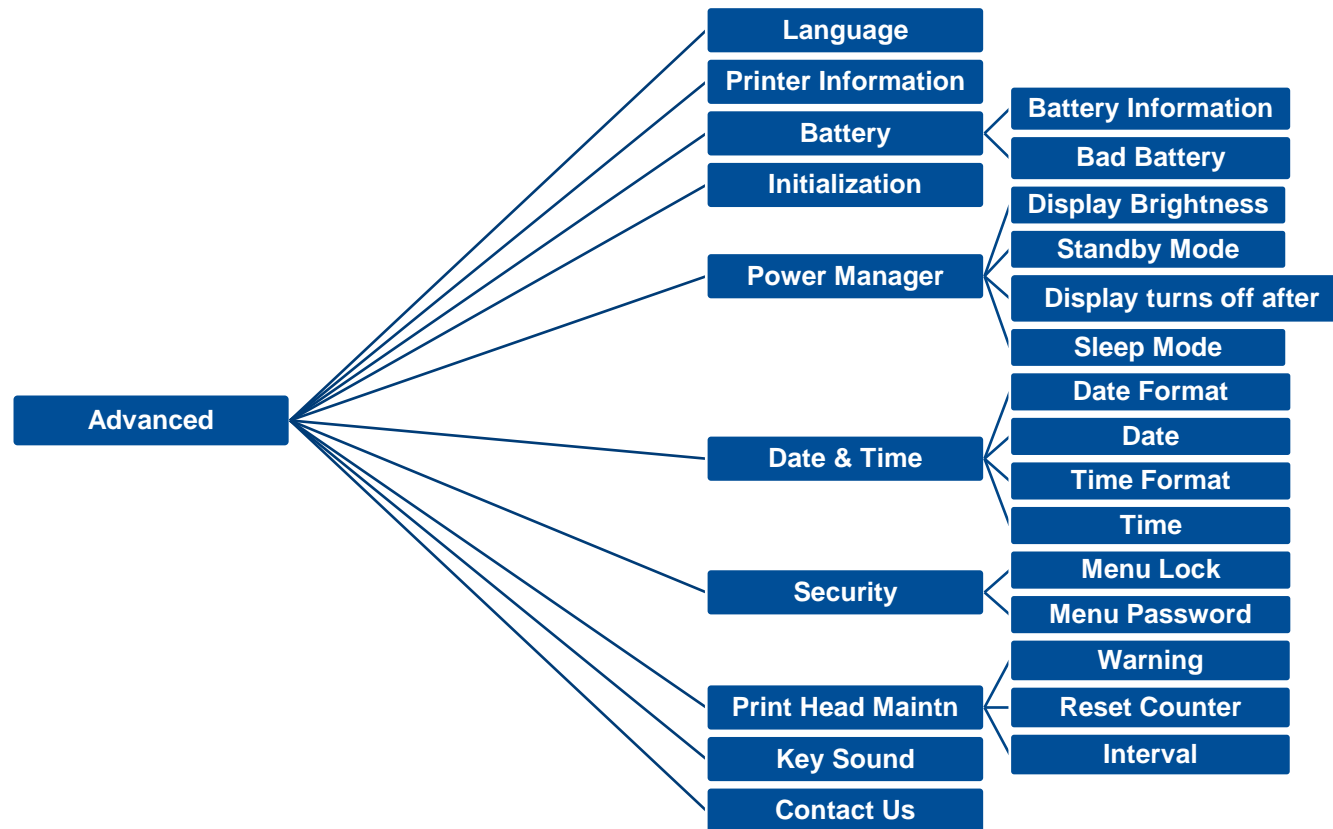 Language
Printer Information
Battery Information
Battery
Bad Battery
Initialization
Display Brightness
Standby Mode
Power Manager
Display turns off after
Sleep Mode
Date Format
Advanced
Date
Date & Time
Time Format
Time
Menu Lock
Security
Menu Password
Warning
Print Head Maintn
Reset Counter
Key Sound
Interval
Contact Us